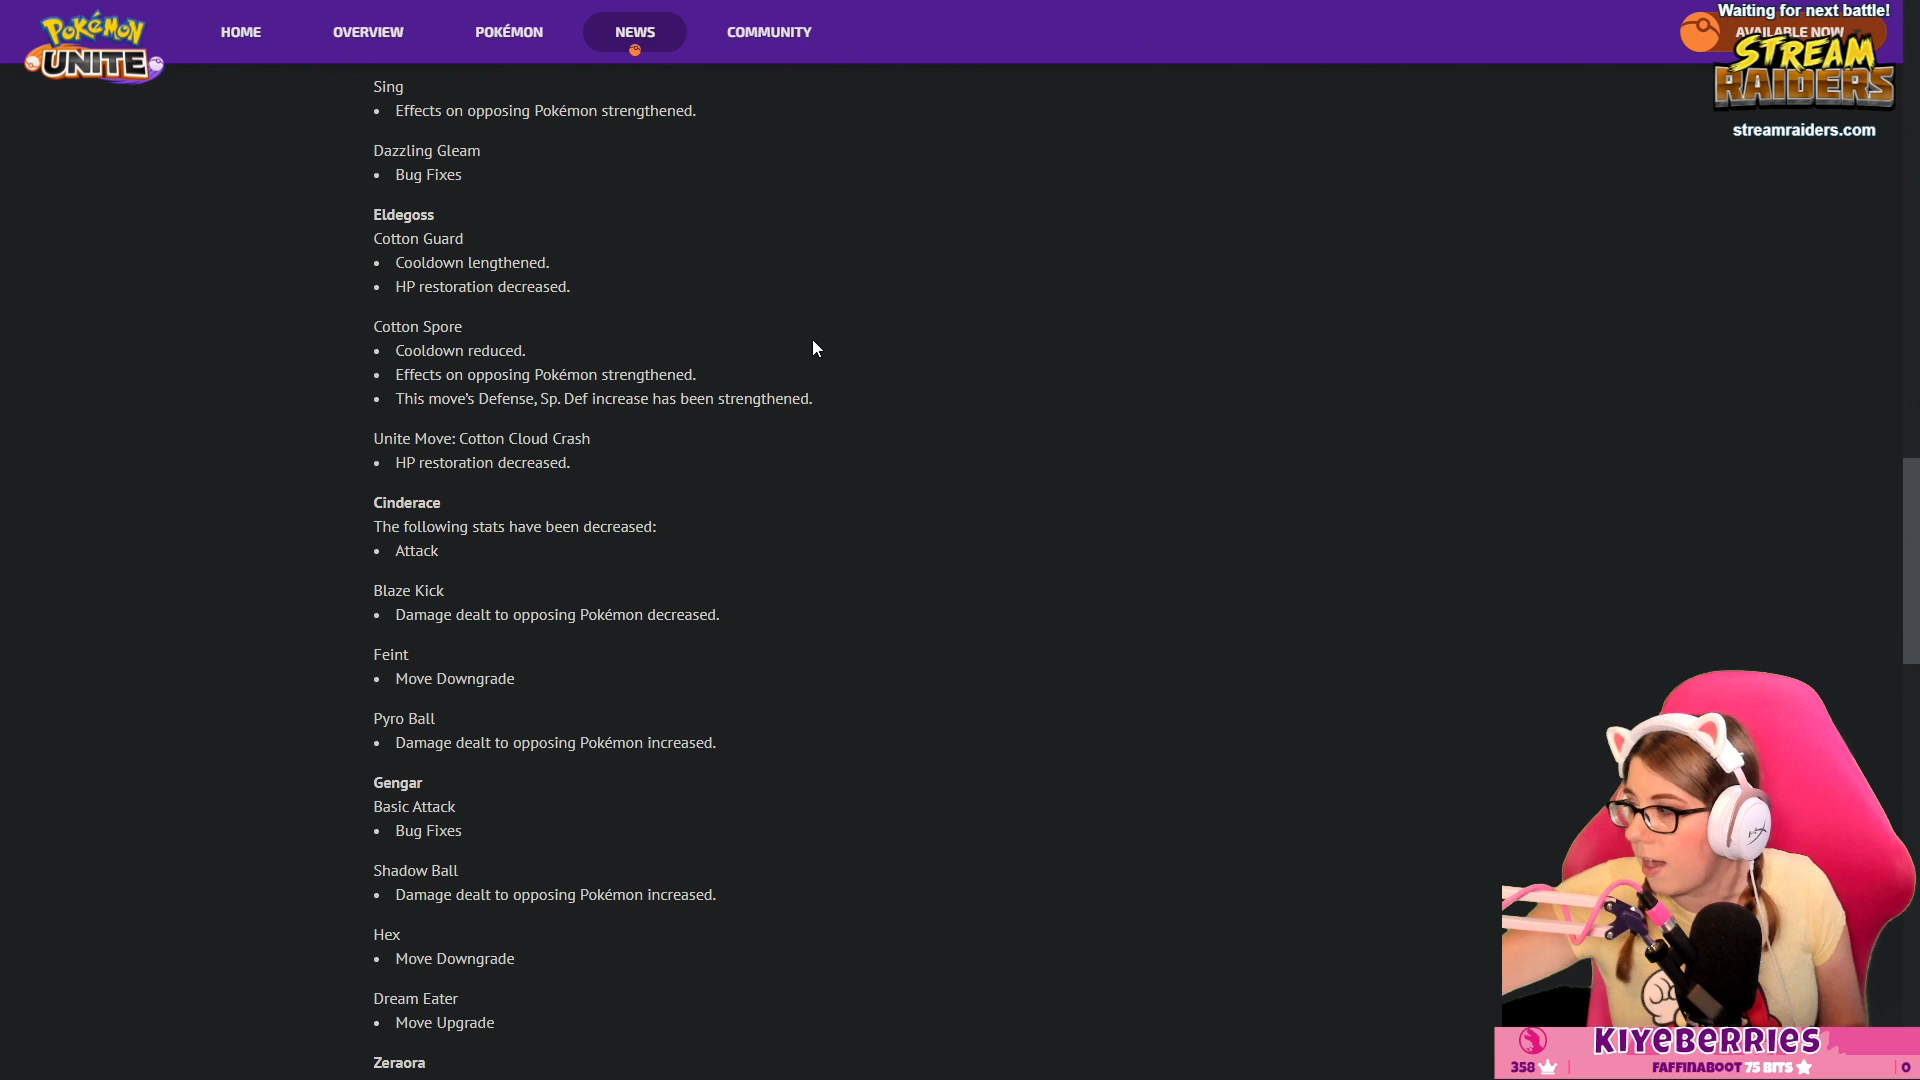 Pokémon
UNITE
HOME
OVERVIEW
POKÉMON
NEWS
COMMUNITY
Waiting for next battle!
AVAILABLE NOW
STREAM
RAIDERS
streamraiders.com
Sing
• Effects on opposing Pokémon strengthened.
Dazzling Gleam
• Bug Fixes
Eldegoss
Cotton Guard
• Cooldown lengthened.
• HP restoration decreased.
Cotton Spore
• Cooldown reduced.
• Effects on opposing Pokémon strengthened.
• This move's Defense, Sp. Def increase has been strengthened.
Unite Move: Cotton Cloud Crash
• HP restoration decreased.
Cinderace
The following stats have been decreased:
• Attack
Blaze Kick
• Damage dealt to opposing Pokémon decreased.
Feint
• Move Downgrade
Pyro Ball
• Damage dealt to opposing Pokémon increased.
Gengar
Basic Attack
• Bug Fixes
Shadow Ball
• Damage dealt to opposing Pokémon increased.
Hex
• Move Downgrade
Dream Eater
• Move Upgrade
Zeraora
KIYEBERRIES
358
FAFFINABOOT 75 BITS
0